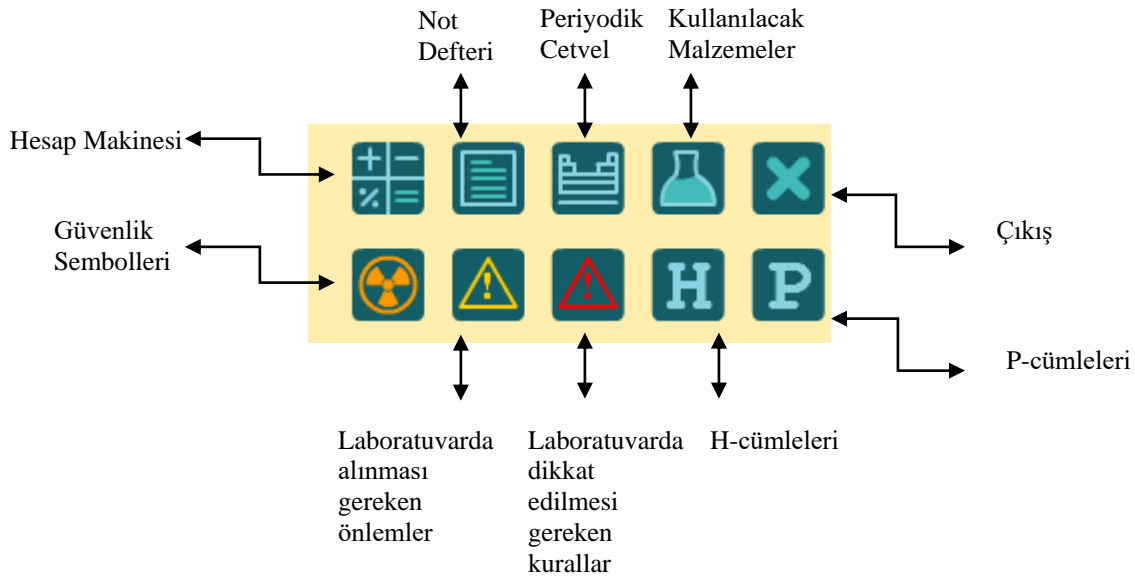 Not
Defteri
Periyodik
Cetvel
Kullanılacak
Malzemeler
Hesap Makinesi
Güvenlik
Sembolleri
Çıkış
H
P
P-cümleleri
Laboratuvarda
alınması
gereken
önlemler
Laboratuvarda
dikkat
edilmesi
gereken
kurallar
H-cümleleri